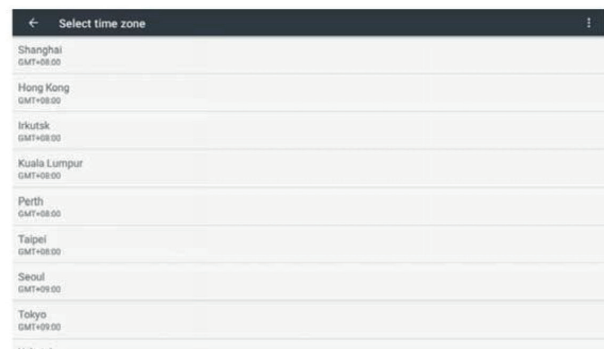 Select time zone
Shanghai
GMT+08:00
Hong Kong
GMT+08:00
Irkutsk
GMT+08:00
Kuala Lumpur
GMT+08:00
Perth
GMT+08:00
Taipei
GMT+08:00
Seoul
GMT+09:00
Tokyo
GMT+09:00